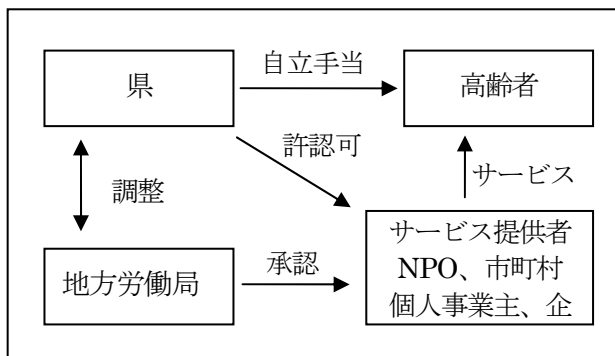 県
自立手当
高齢者
許認可
サービス
調整
地方労働局
承認
サービス提供者
NPO、市町村
個人事業主、企